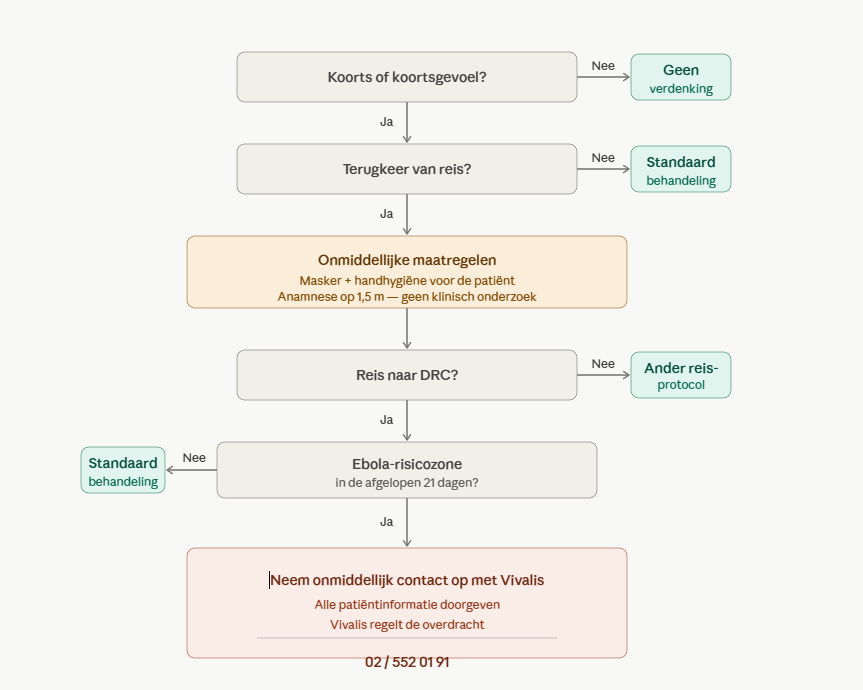 Koorts of koortsgevoel?
Nee
Geen
verdenking
Ja
Terugkeer van reis?
Nee
Standaard
behandeling
Ja
Onmiddellijke maatregelen
Masker + handhygiëne voor de patiënt
Anamnese op 1,5 m — geen klinisch onderzoek
Reis naar DRC?
Nee
Ander reis-
protocol
Ja
Ebola-risicozone
in de afgelopen 21 dagen?
Nee
Standaard
behandeling
Ja
Neem onmiddellijk contact op met Vivalis
Alle patiëntinformatie doorgeven
Vivalis regelt de overdracht
02 / 552 01 91